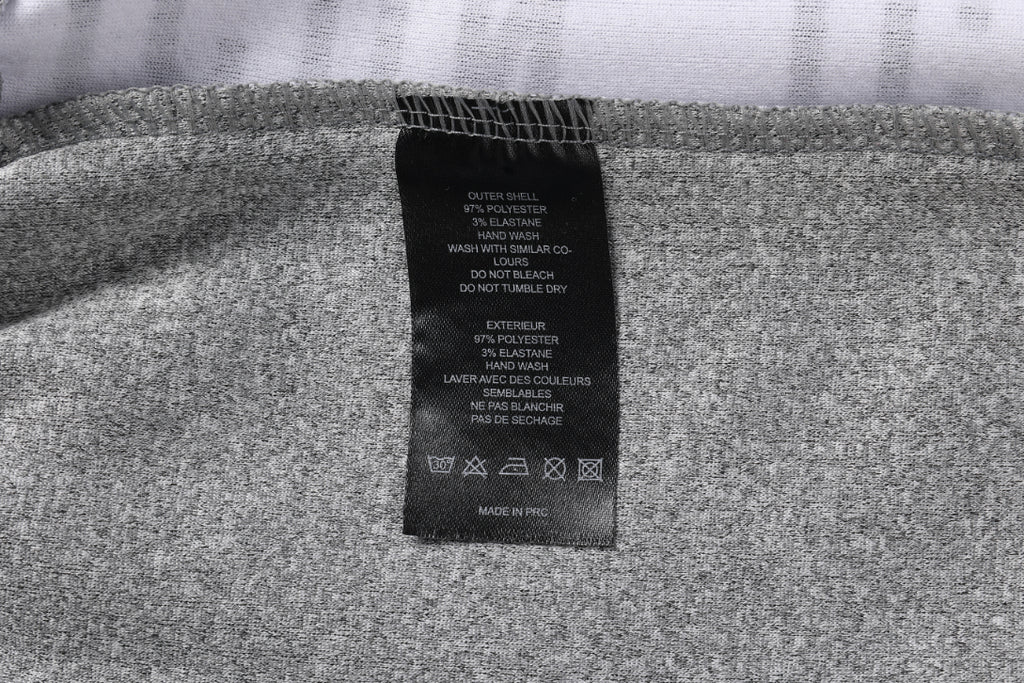 OUTER SHELL
97% POLYESTER
3% ELASTANE
HAND WASH
WASH WITH SIMILAR CO-
LOURS
DO NOT BLEACH
DO NOT TUMBLE DRY
EXTERIEUR
97% POLYESTER
3% ELASTANE
HAND WASH
LAVER AVEC DES COULEURS
SEMBLABLES
NE PAS BLANCHIR
PAS DE SECHAGE
30°
MADE IN PRC